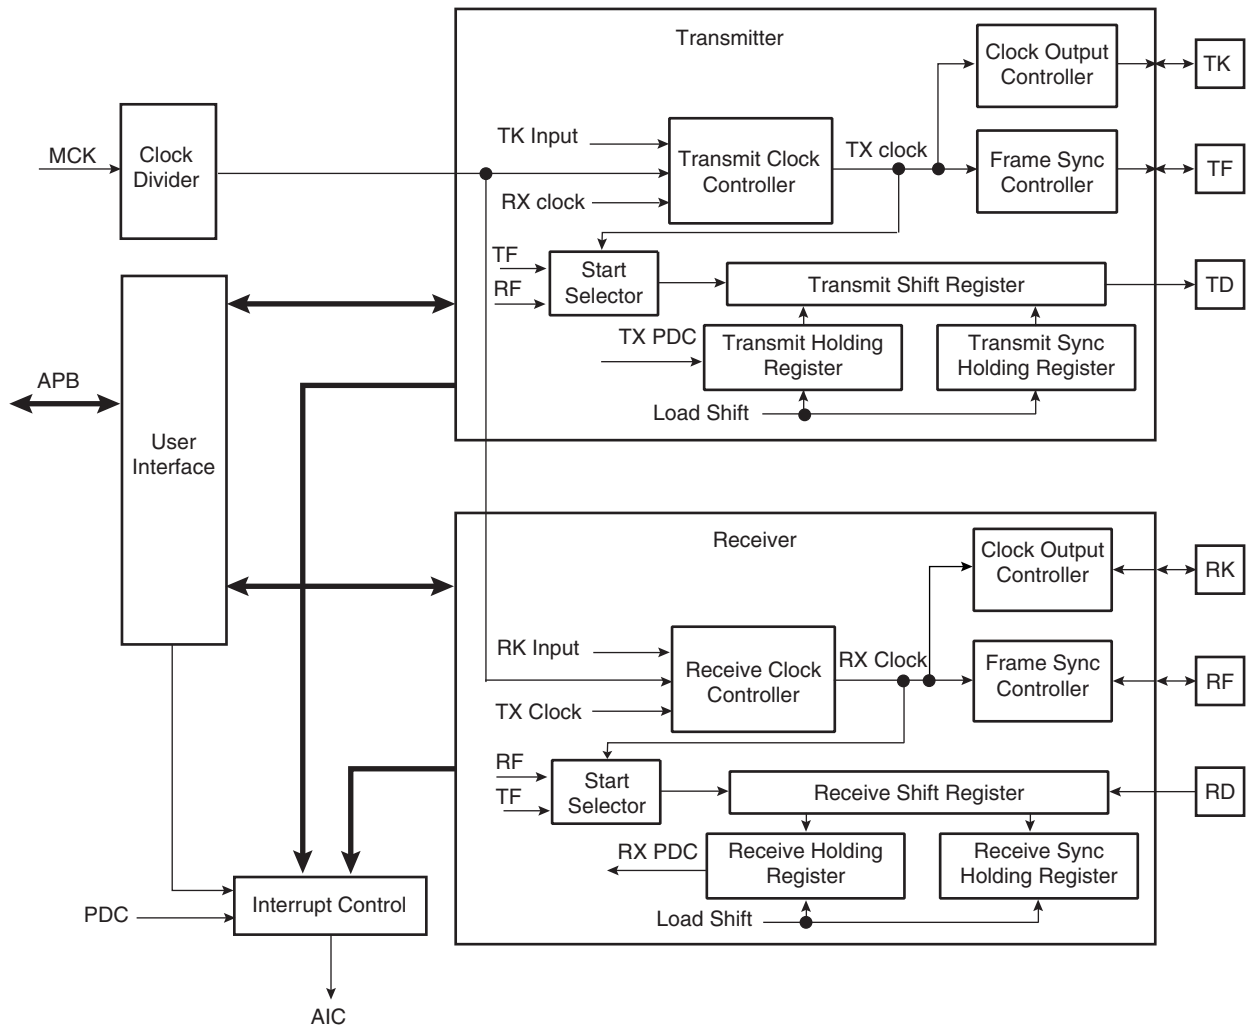 Transmitter
Clock Output
Controller
TK
MCK
Clock
Divider
TK Input
Transmit Clock
Controller
RX clock
TX clock
Frame Sync
Controller
TF
TF
RF
Start
Selector
Transmit Shift Register
TD
TX PDC
Transmit Holding
Register
Transmit Sync
Holding Register
Load Shift
APB
User
Interface
Receiver
Clock Output
Controller
RK
RK Input
Receive Clock
Controller
TX Clock
RX Clock
Frame Sync
Controller
RF
RF
TF
Start
Selector
Receive Shift Register
RD
RX PDC
Receive Holding
Register
Receive Sync
Holding Register
Load Shift
Interrupt Control
PDC
AIC